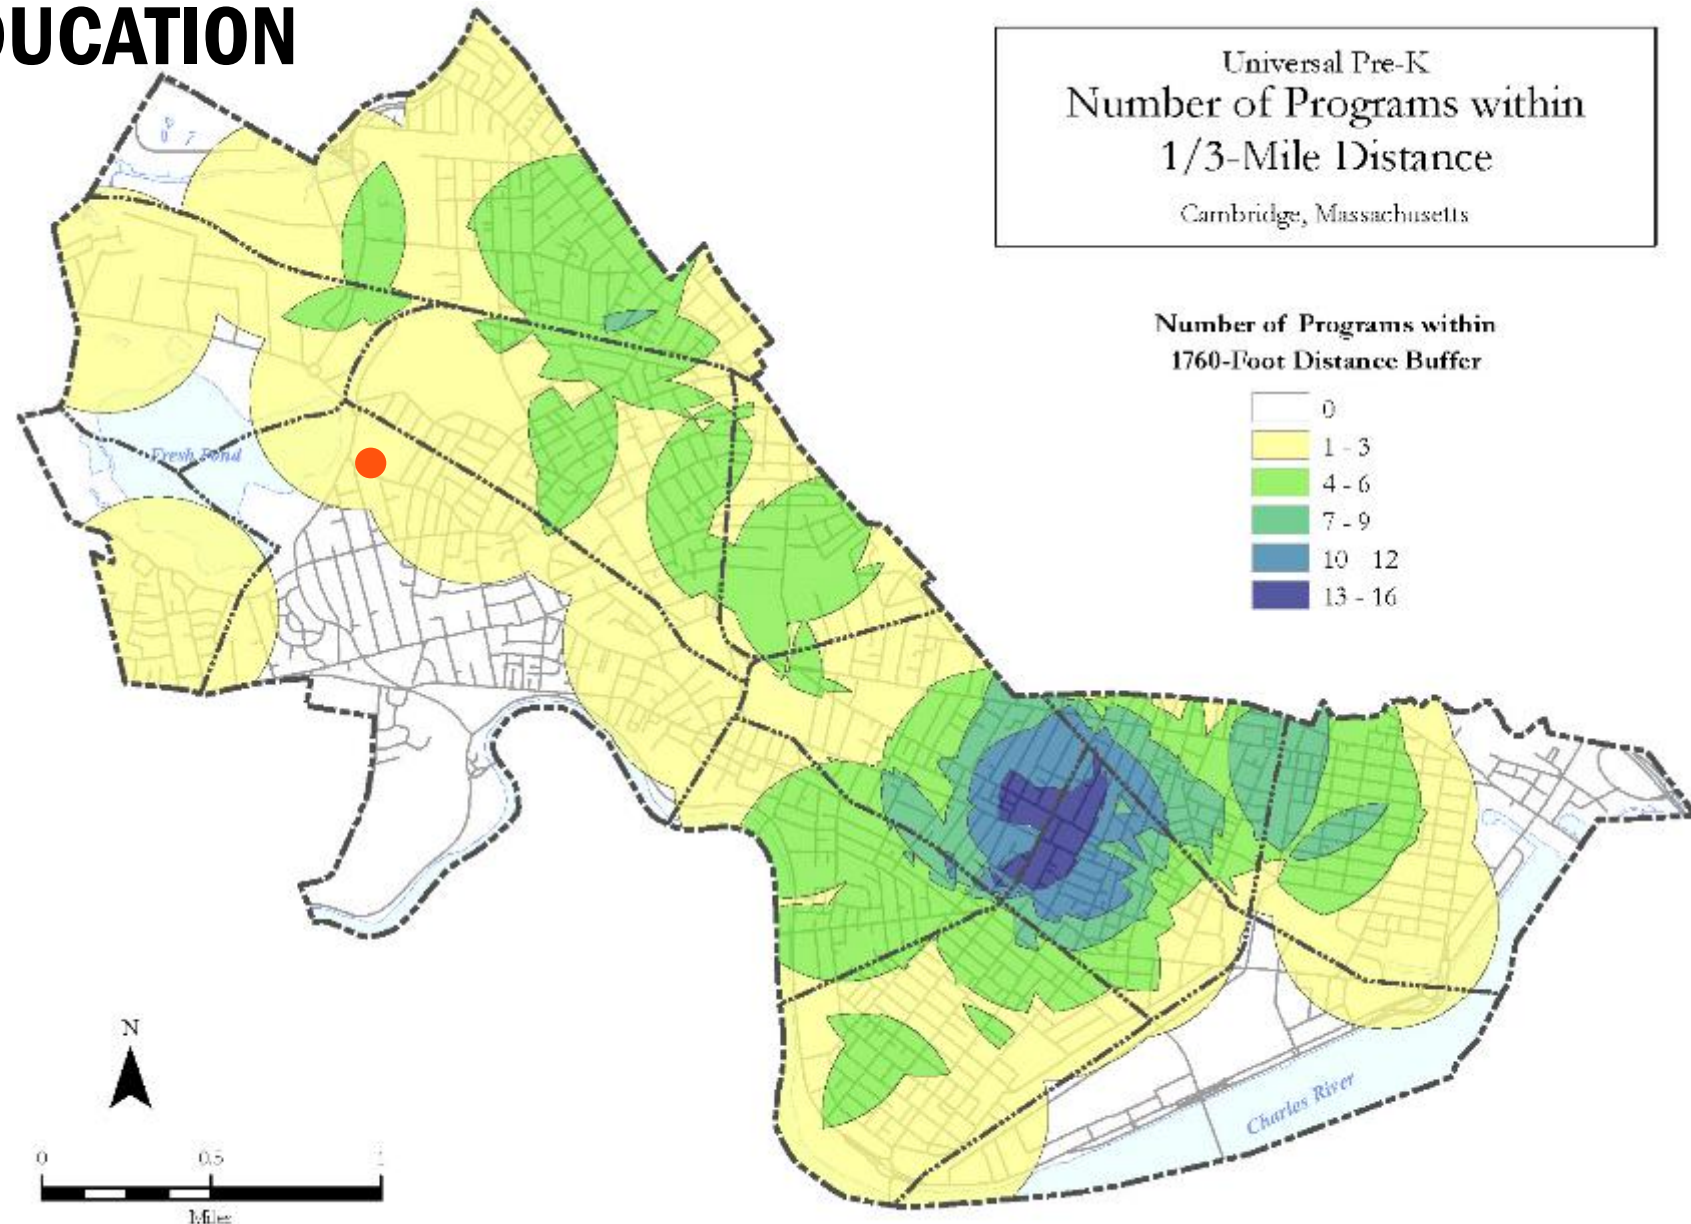 DUCATION
Universal Pre-K
Number of Programs within
1/3-Mile Distance
Cambridge, Massachusetts
Number of Programs within
1760-Foot Distance Buffer
0
1 - 3
4 - 6
7 - 9
10 12
13 - 16
Fresh Pond
Charles River
N
0 0.5 1
Miles